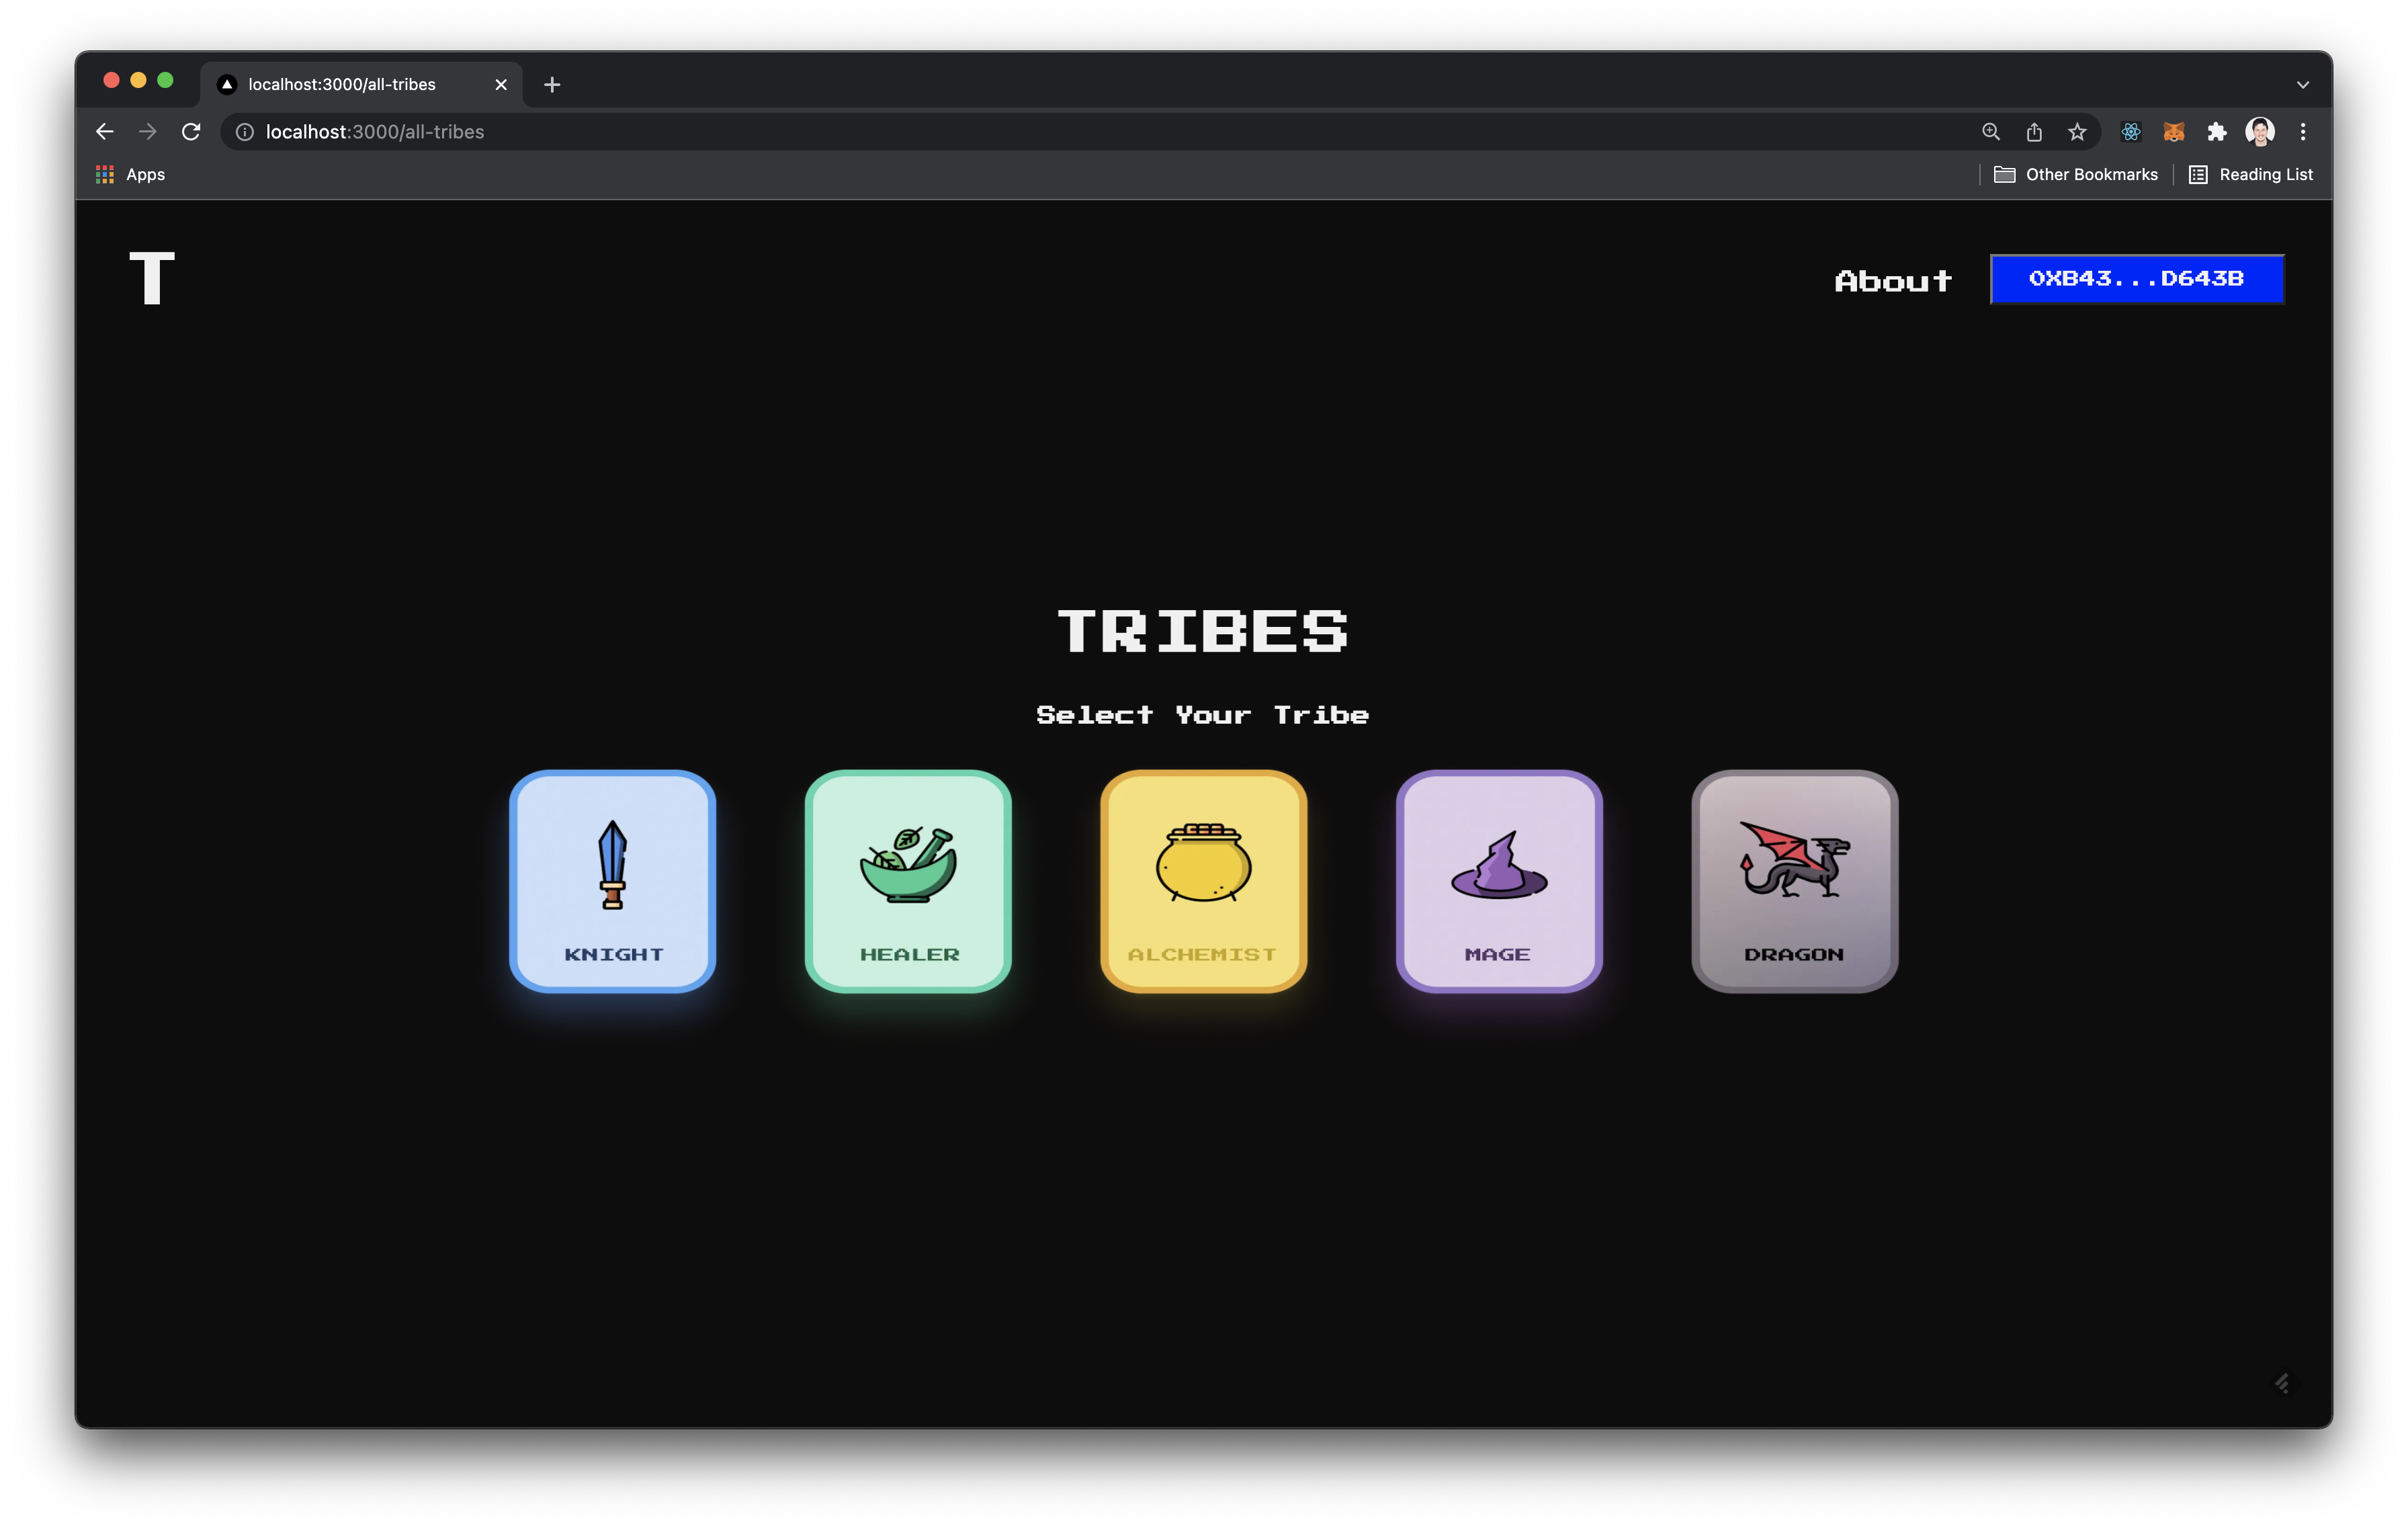 localhost:3000/all-tribes
localhost:3000/all-tribes
Apps
Other Bookmarks
Reading List
T
About
0XB43...D643B
TRIBES
Select Your Tribe
KNIGHT
HEALER
ALCHEMIST
MAGE
DRAGON